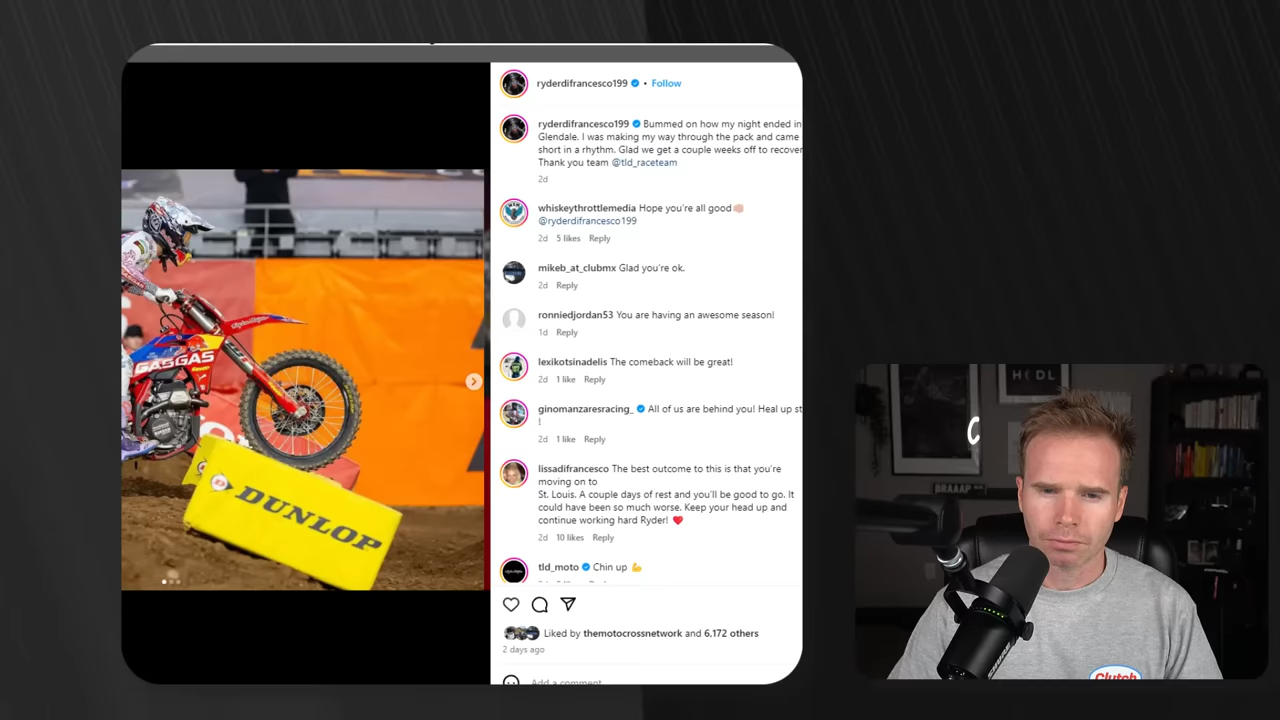 ryderdifrancesco199 • Follow
ryderdifrancesco199 Bummed on how my night ended in
Glendale. I was making my way through the pack and came
short in a rhythm. Glad we get a couple weeks off to recover
Thank you team @tld_raceteam
2d
whiskeythrottlemedia Hope you're all good👊🏼
@ryderdifrancesco199
2d 5 likes Reply
mikeb_at_clubmx Glad you're ok.
2d Reply
ronniedjordan53 You are having an awesome season!
1d Reply
lexikotsinadelis The comeback will be great!
2d 1 like Reply
ginomanzaresracing_ All of us are behind you! Heal up st
!
2d 1 like Reply
lissadifrancesco The best outcome to this is that you're
moving on to
St. Louis. A couple days of rest and you'll be good to go. It
could have been so much worse. Keep your head up and
continue working hard Ryder! ❤️
2d 10 likes Reply
tld_moto Chin up 💪
Liked by themotocrossnetwork and 6,172 others
2 days ago
Add a comment
GASGAS
DUNLOP
HODL
BRAAAP
SHURE
Clutch